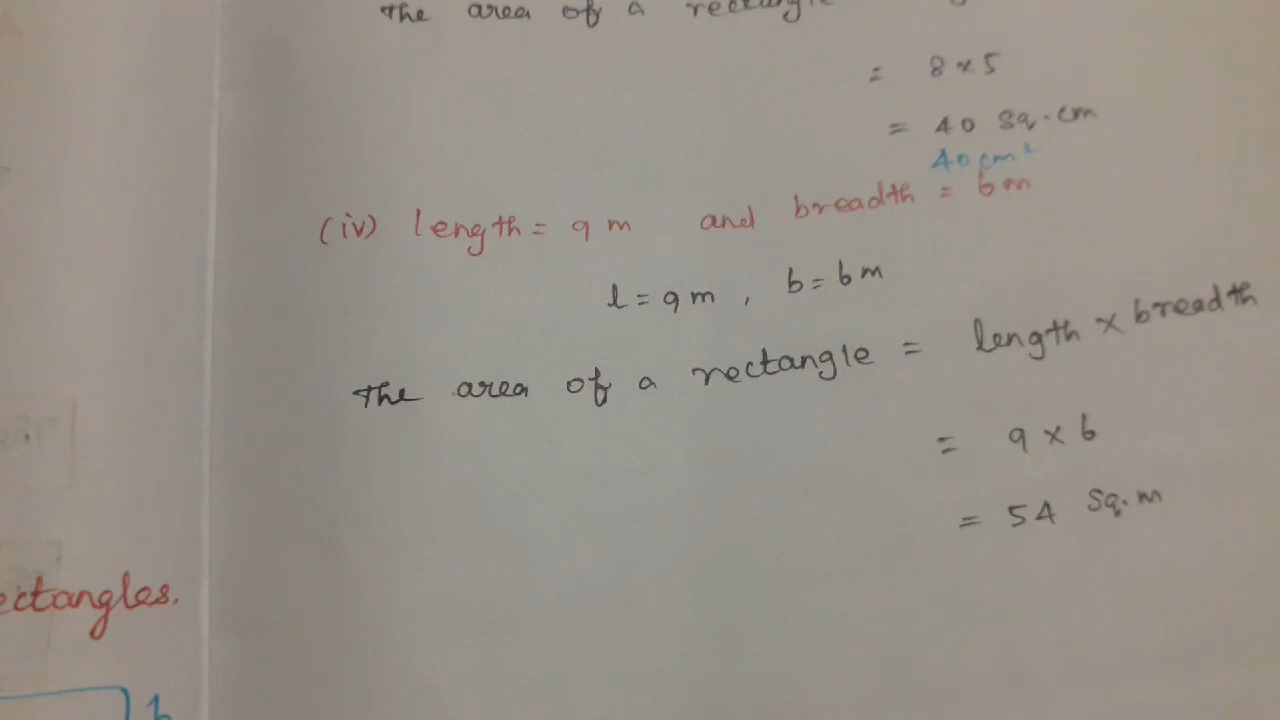 The area of a rectangle
= 8 × 5
= 40 sq.cm
40 cm²
(iv) length = 9 m and breadth = 6 m
l = 9 m , b = 6 m
The area of a rectangle = length × breadth
= 9 × 6
= 54 Sq.m
ectangles.
b